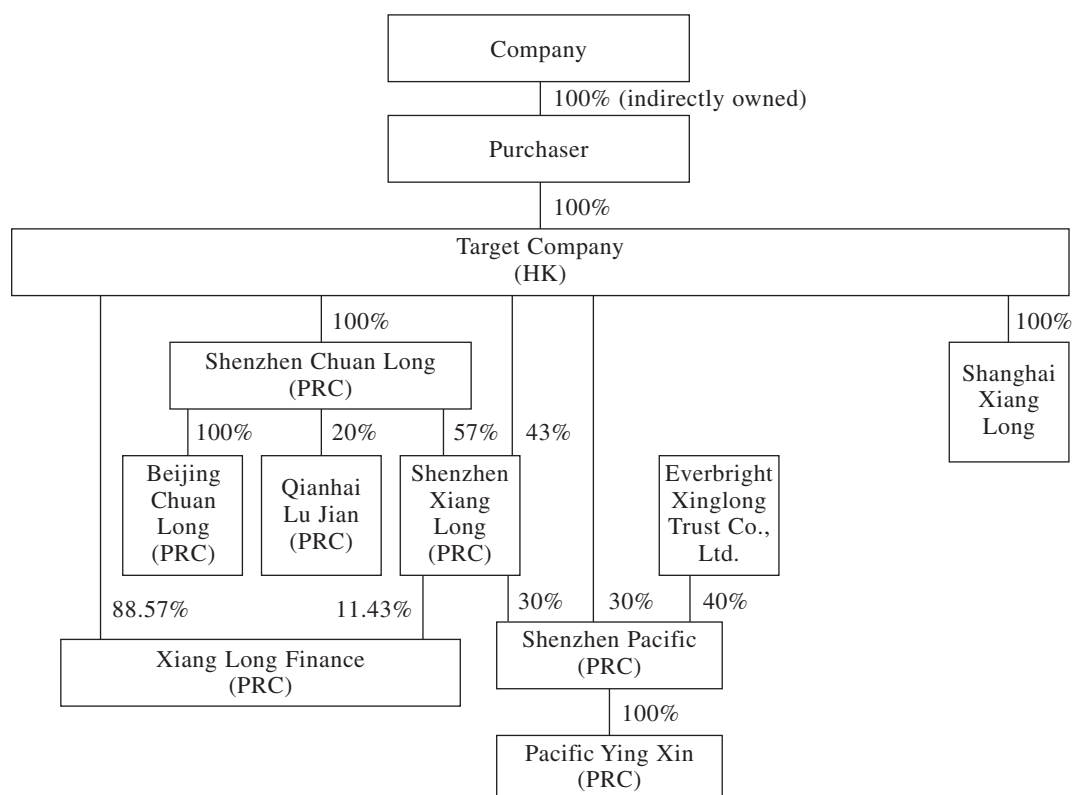 Company
100% (indirectly owned)
Purchaser
100%
Target Company
(HK)
100%
100%
Shenzhen Chuan Long
(PRC)
Shanghai
Xiang
Long
100%
20%
57%
43%
Beijing
Chuan
Long
(PRC)
Qianhai
Lu Jian
(PRC)
Shenzhen
Xiang
Long
(PRC)
Everbright
Xinglong
Trust Co.,
Ltd.
88.57%
11.43%
30%
30%
40%
Xiang Long Finance
(PRC)
Shenzhen Pacific
(PRC)
100%
Pacific Ying Xin
(PRC)